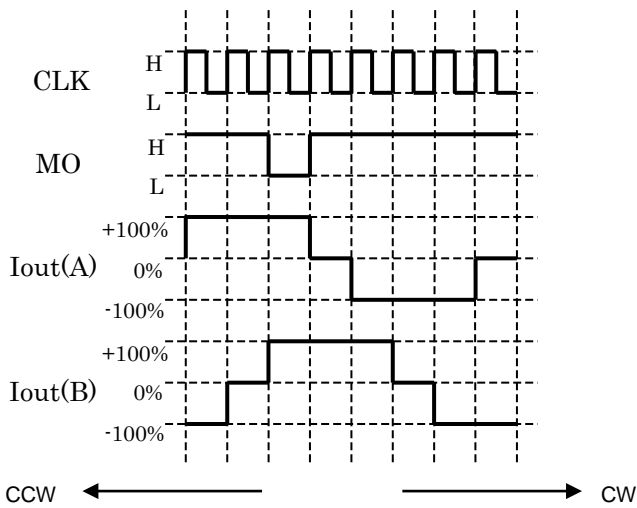 CLK
H
L
MO
H
L
Iout(A)
+100%
0%
-100%
Iout(B)
+100%
0%
-100%
CCW
CW